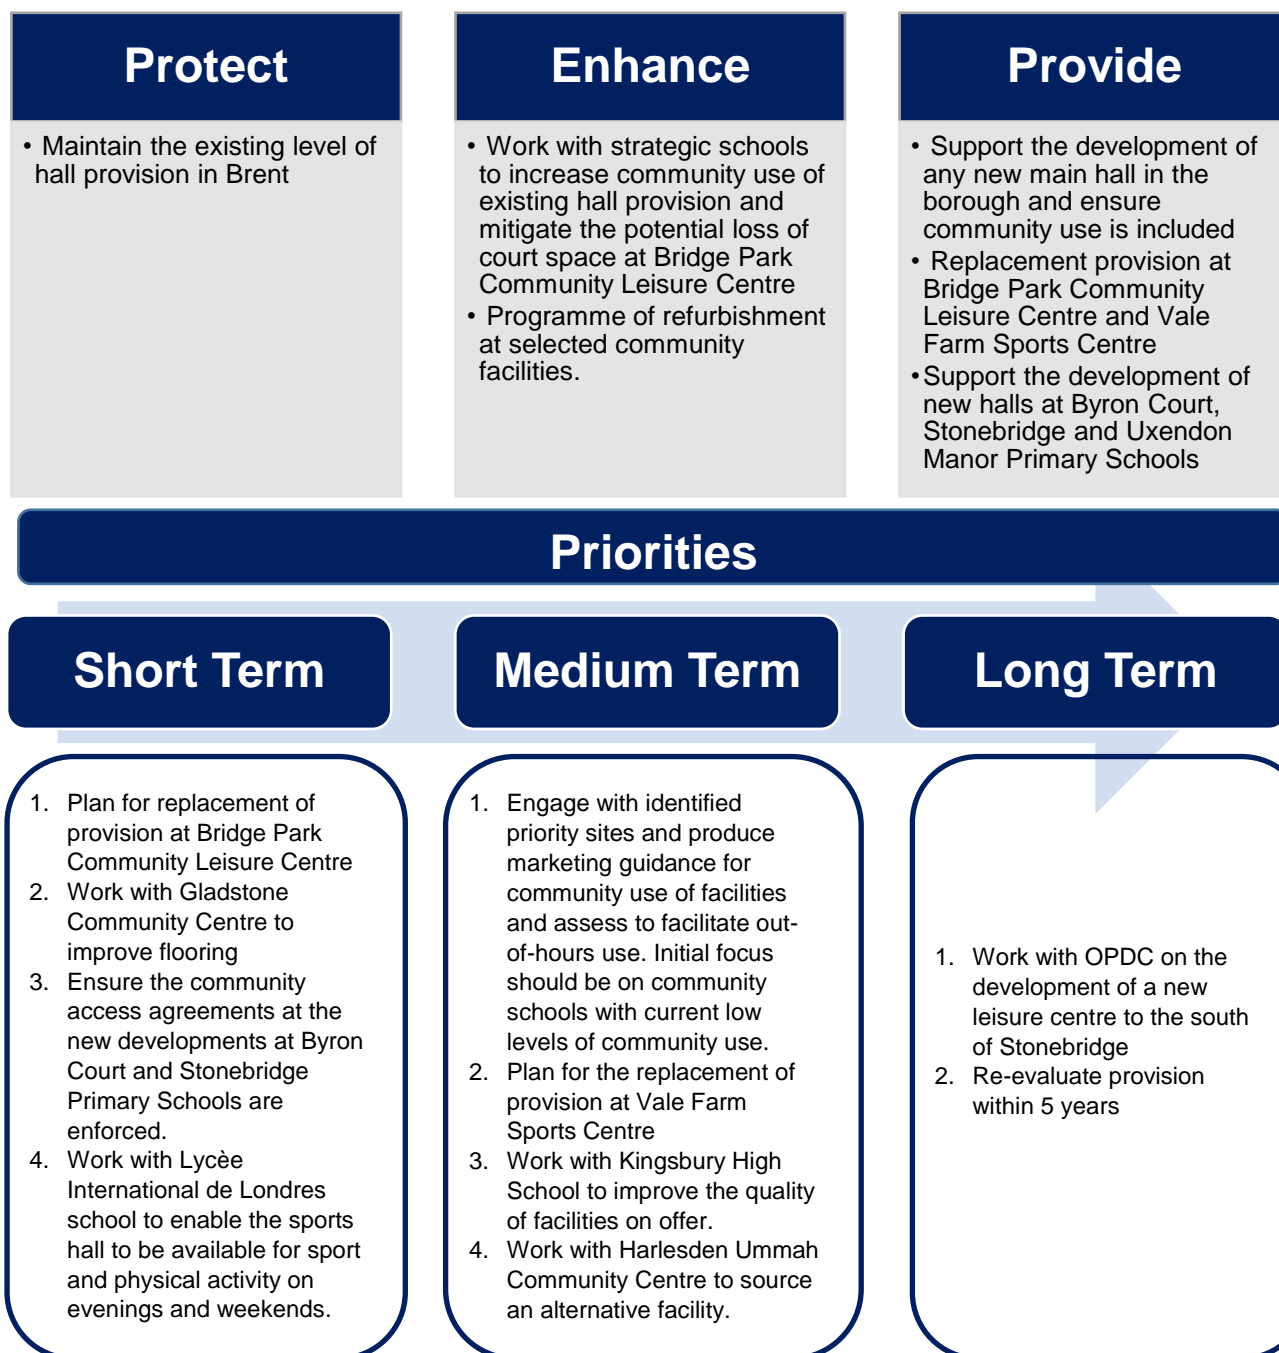 Protect
• Maintain the existing level of
hall provision in Brent
Enhance
• Work with strategic schools
to increase community use of
existing hall provision and
mitigate the potential loss of
court space at Bridge Park
Community Leisure Centre
• Programme of refurbishment
at selected community
facilities.
Provide
• Support the development of
any new main hall in the
borough and ensure
community use is included
• Replacement provision at
Bridge Park Community
Leisure Centre and Vale
Farm Sports Centre
• Support the development of
new halls at Byron Court,
Stonebridge and Uxendon
Manor Primary Schools
Priorities
Short Term
1. Plan for replacement of
provision at Bridge Park
Community Leisure Centre
2. Work with Gladstone
Community Centre to
improve flooring
3. Ensure the community
access agreements at the
new developments at Byron
Court and Stonebridge
Primary Schools are
enforced.
4. Work with Lycèe
International de Londres
school to enable the sports
hall to be available for sport
and physical activity on
evenings and weekends.
Medium Term
1. Engage with identified
priority sites and produce
marketing guidance for
community use of facilities
and assess to facilitate out-
of-hours use. Initial focus
should be on community
schools with current low
levels of community use.
2. Plan for the replacement of
provision at Vale Farm
Sports Centre
3. Work with Kingsbury High
School to improve the quality
of facilities on offer.
4. Work with Harlesden Ummah
Community Centre to source
an alternative facility.
Long Term
1. Work with OPDC on the
development of a new
leisure centre to the south
of Stonebridge
2. Re-evaluate provision
within 5 years